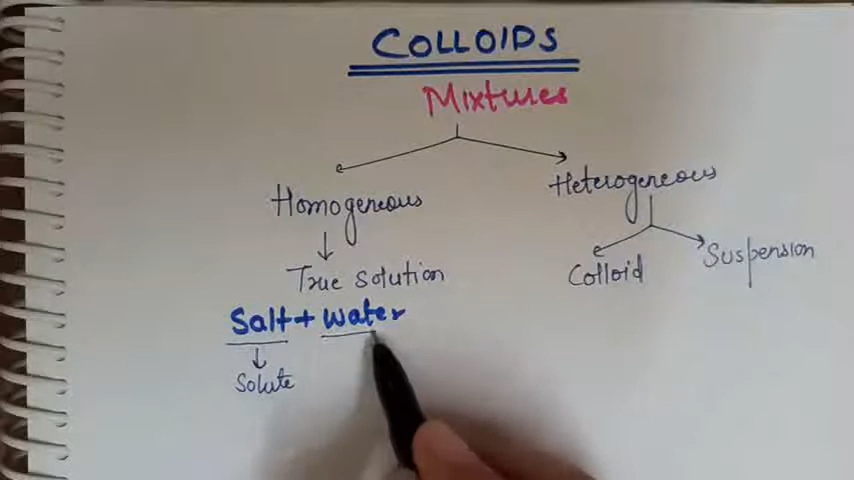 COLLOIDS
Mixtures
Homogeneous
Heterogeneous
True solution
Colloid
Suspension
Salt + water
Solute